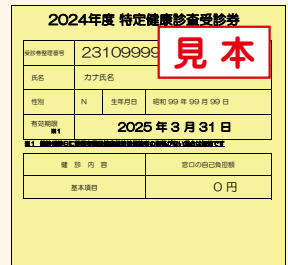 2024年度 特定健康診査受診券
見本
受診券整理番号 23109999
氏名 カナ氏名
性別 N 生年月日 昭和 99 年 99 月 99 日
有効期限 ※1 2025 年 3 月 31 日
健 診 内 容 窓口の自己負担額
基本項目 0 円